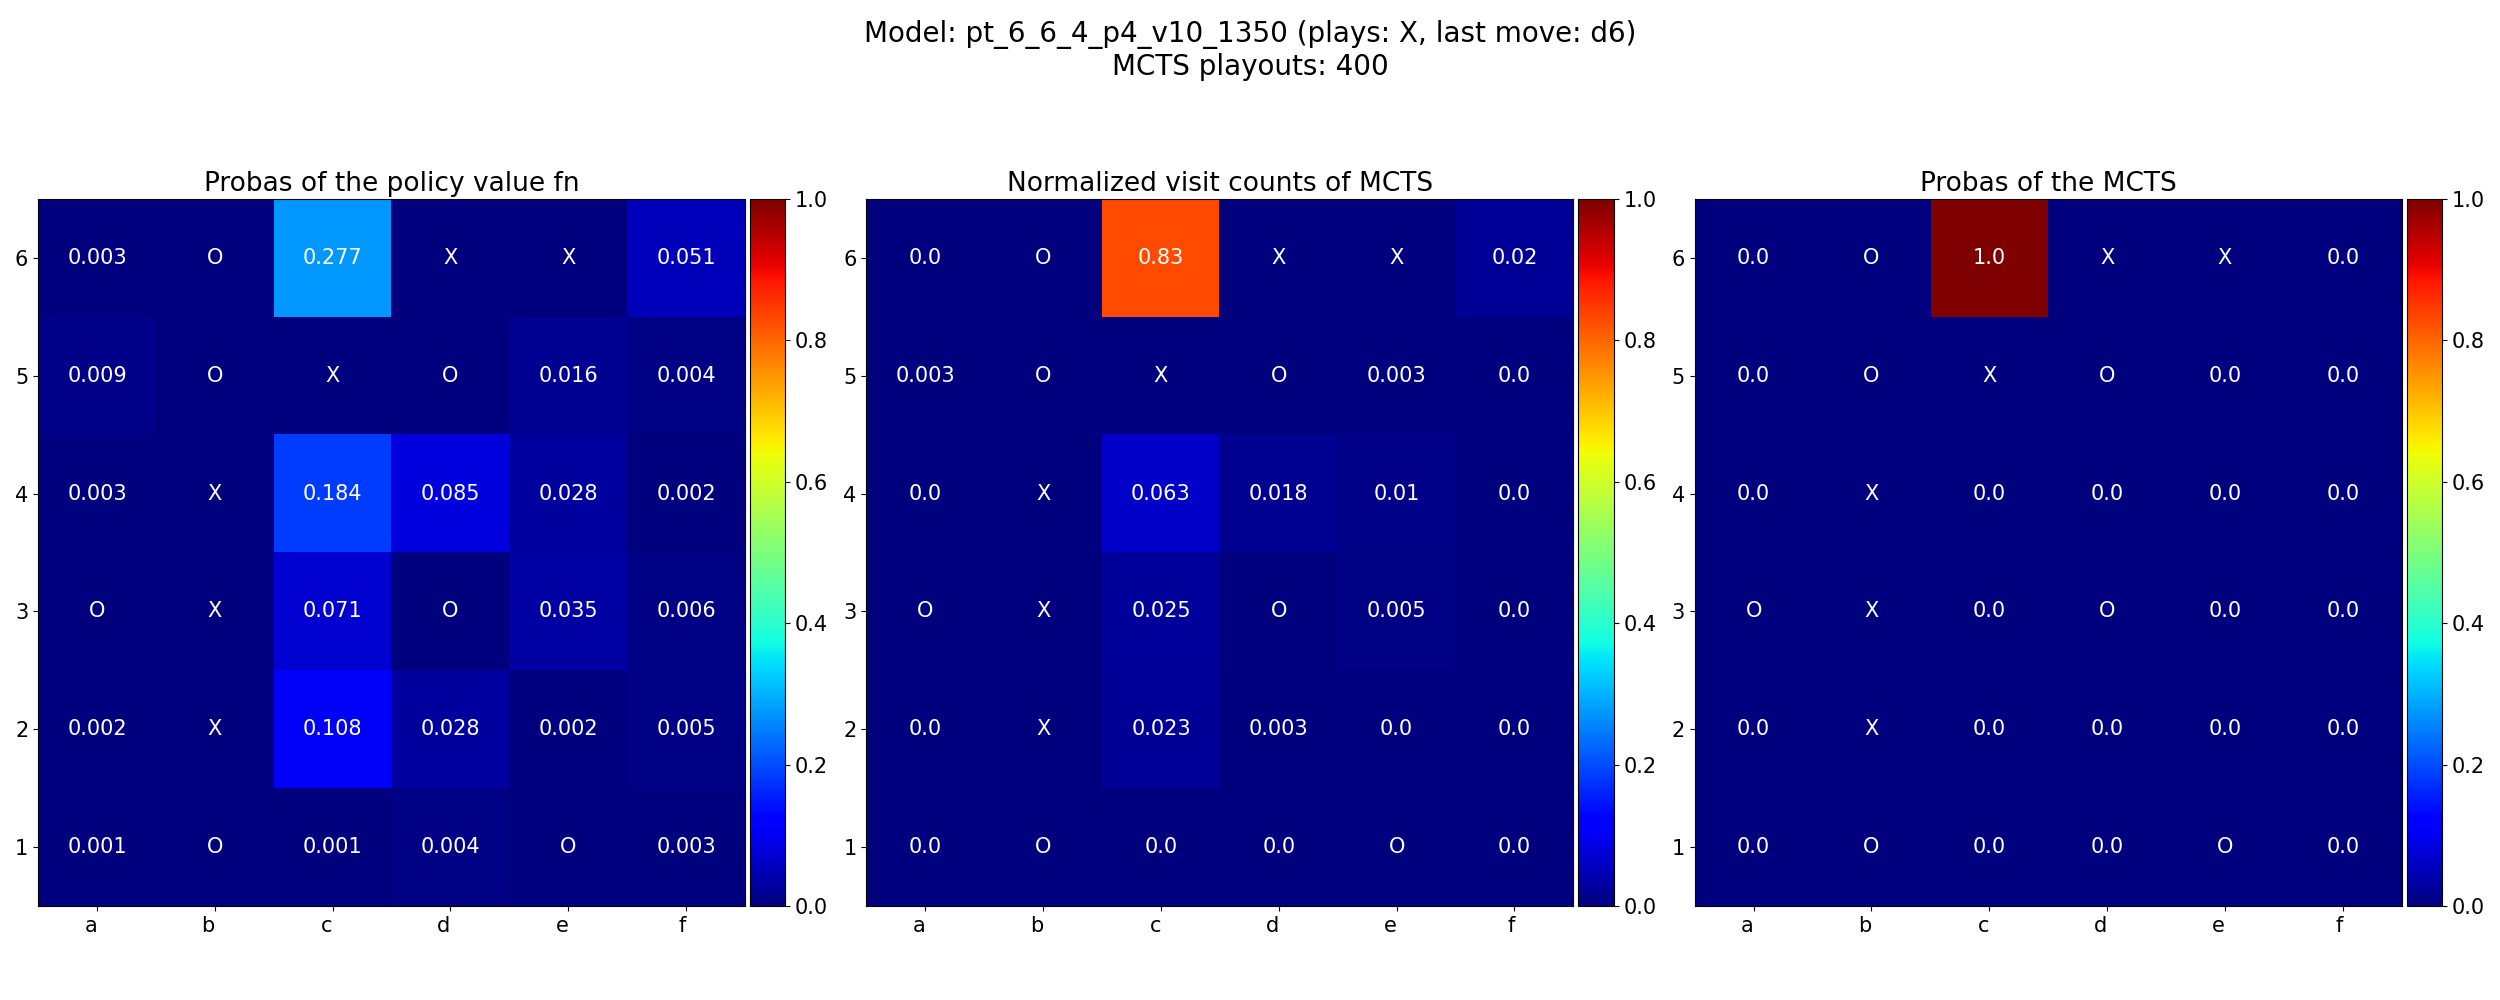 Model: pt_6_6_4_p4_v10_1350 (plays: X, last move: d6)
MCTS playouts: 400
Probas of the policy value fn
6 0.003 O 0.277 X X 0.051
5 0.009 O X O 0.016 0.004
4 0.003 X 0.184 0.085 0.028 0.002
3 O X 0.071 O 0.035 0.006
2 0.002 X 0.108 0.028 0.002 0.005
1 0.001 O 0.001 0.004 O 0.003
a b c d e f
1.0
0.8
0.6
0.4
0.2
0.0
Normalized visit counts of MCTS
6 0.0 O 0.83 X X 0.02
5 0.003 O X O 0.003 0.0
4 0.0 X 0.063 0.018 0.01 0.0
3 O X 0.025 O 0.005 0.0
2 0.0 X 0.023 0.003 0.0 0.0
1 0.0 O 0.0 0.0 O 0.0
a b c d e f
1.0
0.8
0.6
0.4
0.2
0.0
Probas of the MCTS
6 0.0 O 1.0 X X 0.0
5 0.0 O X O 0.0 0.0
4 0.0 X 0.0 0.0 0.0 0.0
3 O X 0.0 O 0.0 0.0
2 0.0 X 0.0 0.0 0.0 0.0
1 0.0 O 0.0 0.0 O 0.0
a b c d e f
1.0
0.8
0.6
0.4
0.2
0.0